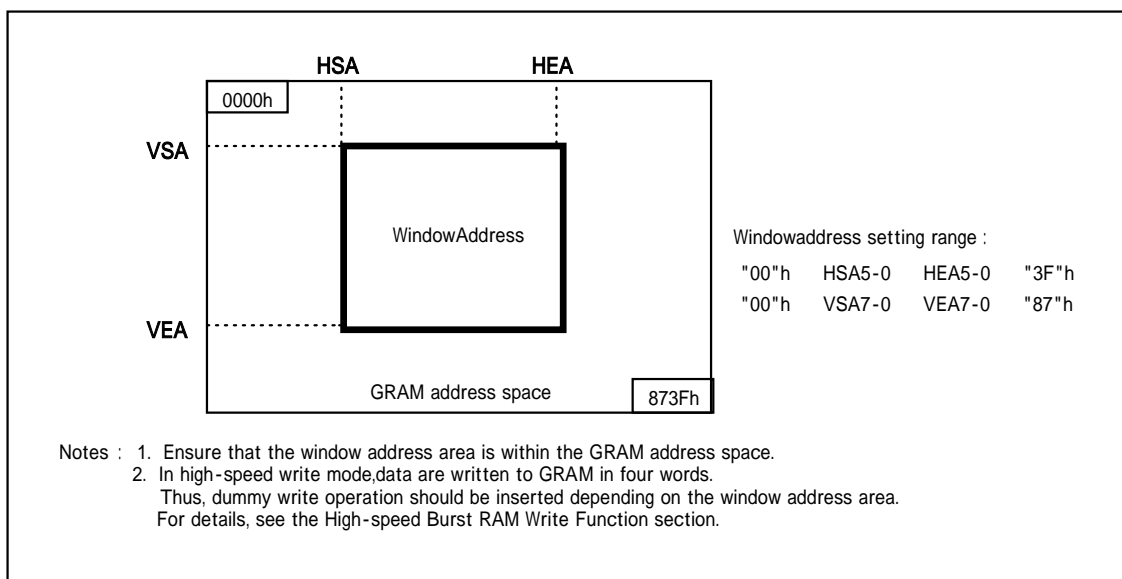 HSA HEA
0000h
VSA
WindowAddress
Windowaddress setting range :
"00"h HSA5-0 HEA5-0 "3F"h
"00"h VSA7-0 VEA7-0 "87"h
VEA
GRAM address space
873Fh
Notes : 1. Ensure that the window address area is within the GRAM address space.
2. In high-speed write mode,data are written to GRAM in four words.
Thus, dummy write operation should be inserted depending on the window address area.
For details, see the High-speed Burst RAM Write Function section.